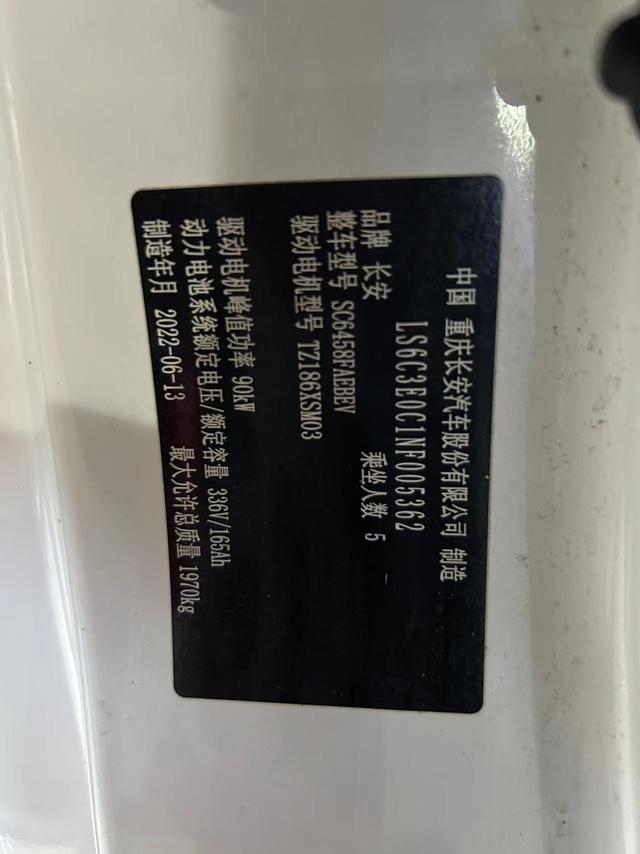 中国 重庆长安汽车股份有限公司 制造
LS6C3E0C1NF005362
品牌 长安 乘坐人数 5
整车型号 SC6458FAEBEV
驱动电机型号 TZ186XSM03
驱动电机峰值功率 90kW
动力电池系统额定电压/额定容量 336V/165Ah
制造年月 2022-06-13 最大允许总质量 1970kg